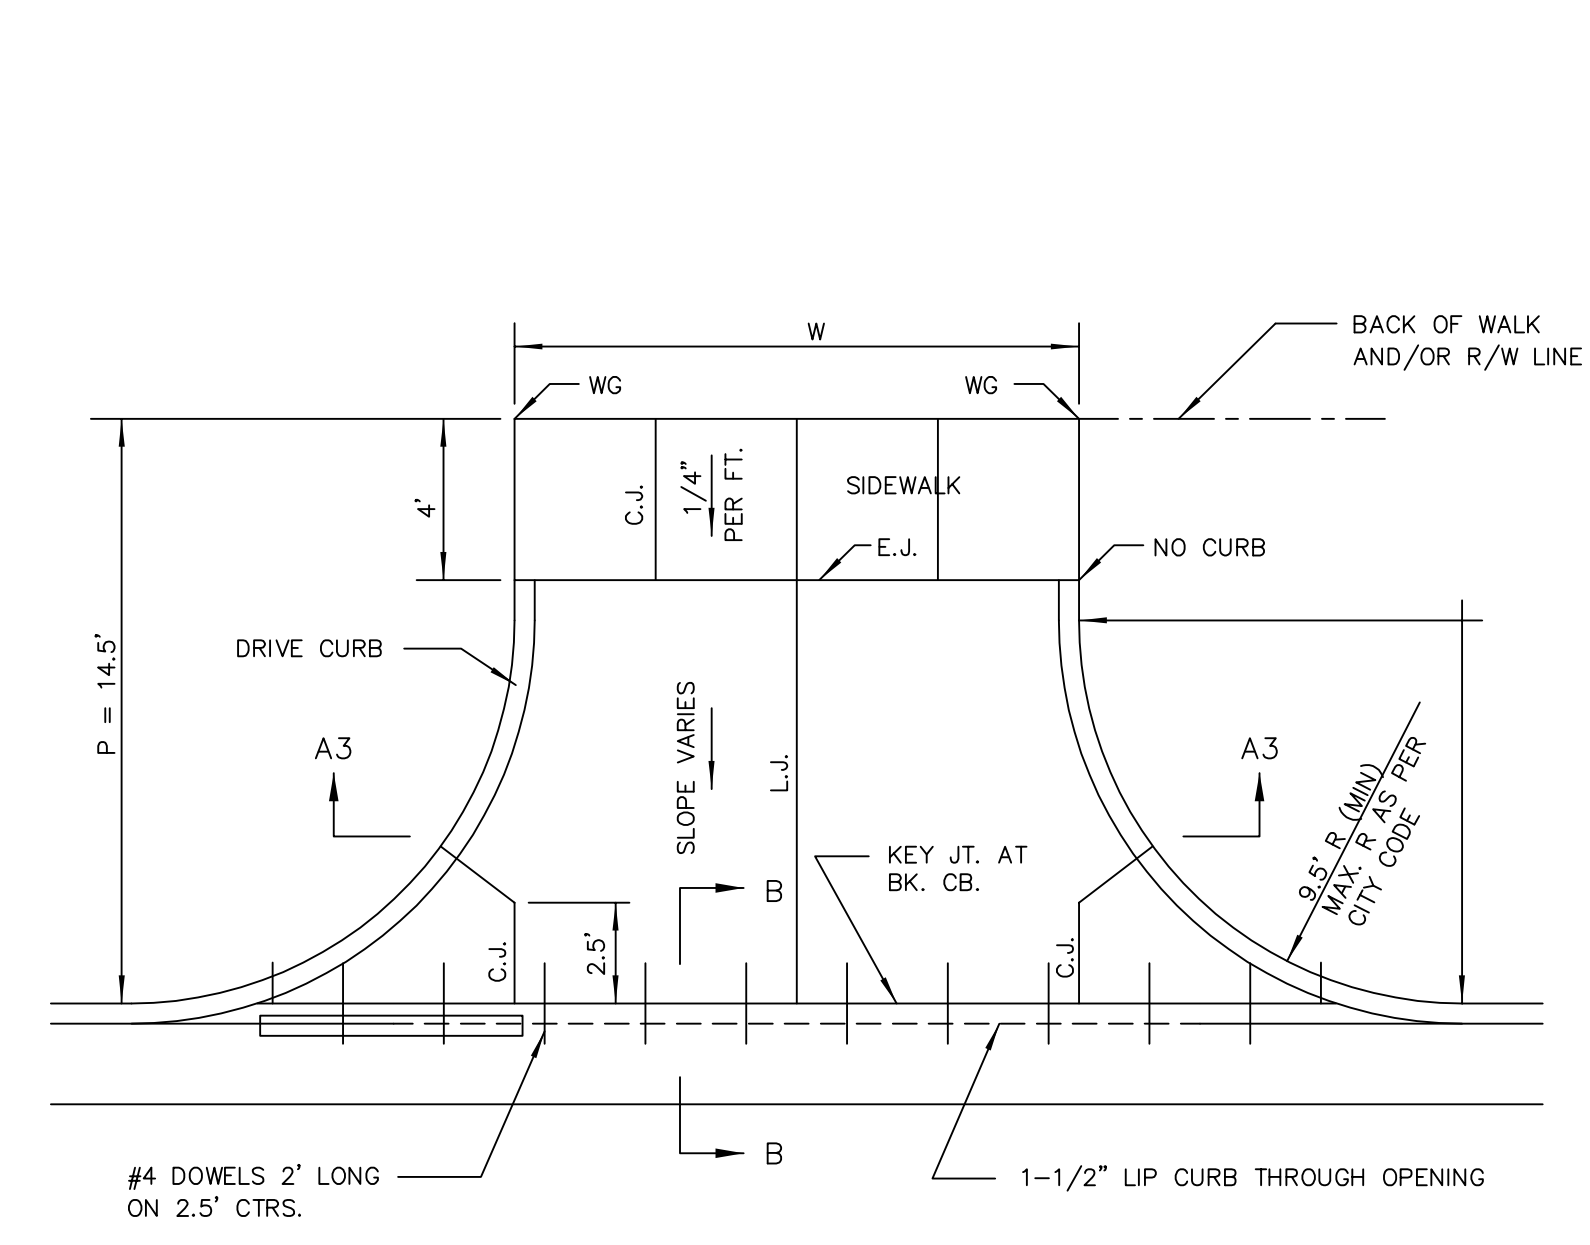 BACK OF WALK
AND/OR R/W LINE
W
WG
WG
4'
C.J.
1/4"
PER FT.
SIDEWALK
E.J.
NO CURB
P = 14.5'
DRIVE CURB
SLOPE VARIES
L.J.
A3
A3
9.5' R (MIN)
MAX. R AS PER
CITY CODE
KEY JT. AT
BK. CB.
B
C.J.
2.5'
C.J.
B
#4 DOWELS 2' LONG
ON 2.5' CTRS.
1-1/2" LIP CURB THROUGH OPENING